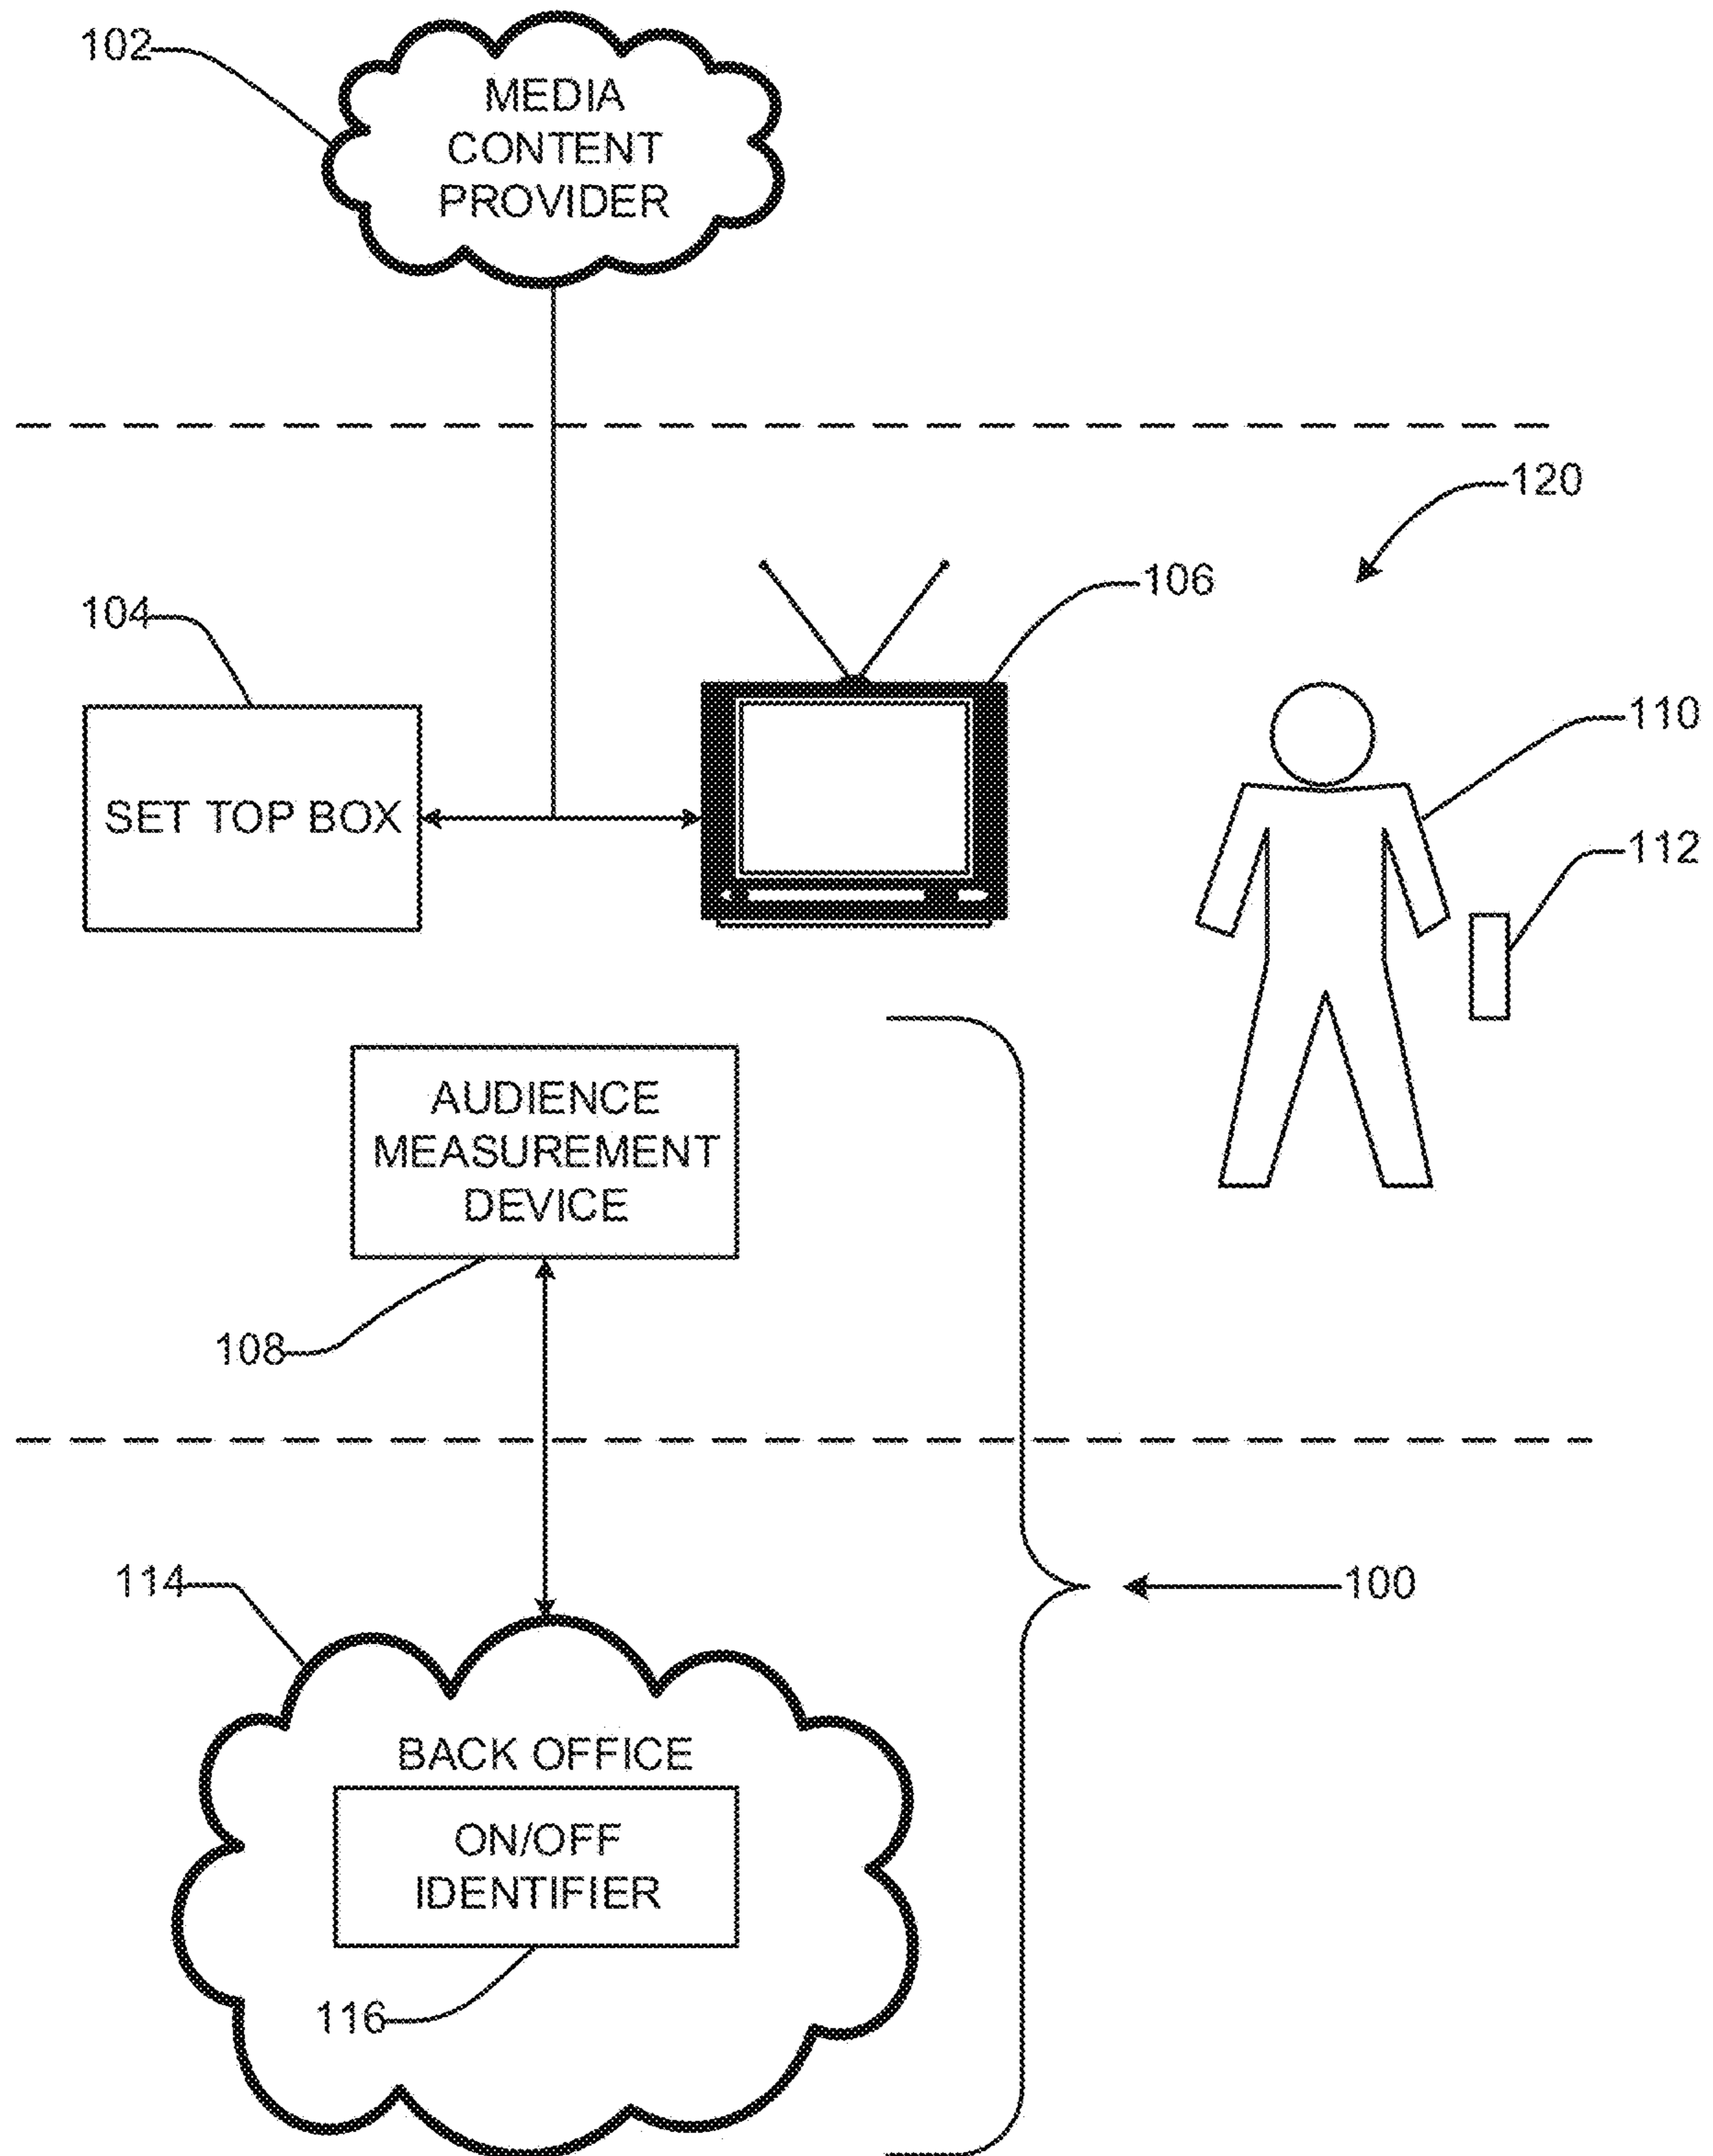 102
MEDIA
CONTENT
PROVIDER
120
106
104
110
SET TOP BOX
112
AUDIENCE
MEASUREMENT
DEVICE
108
114
100
BACK OFFICE
ON/OFF
IDENTIFIER
116